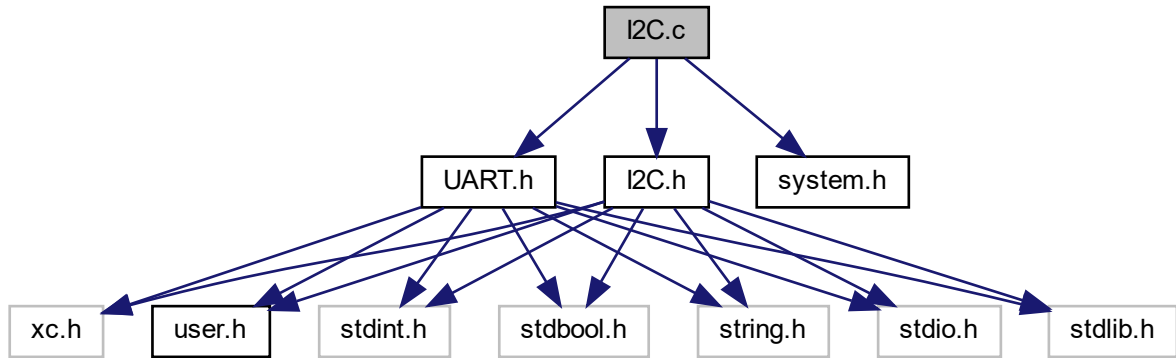 I2C.c
UART.h
I2C.h
system.h
xc.h
user.h
stdint.h
stdbool.h
string.h
stdio.h
stdlib.h